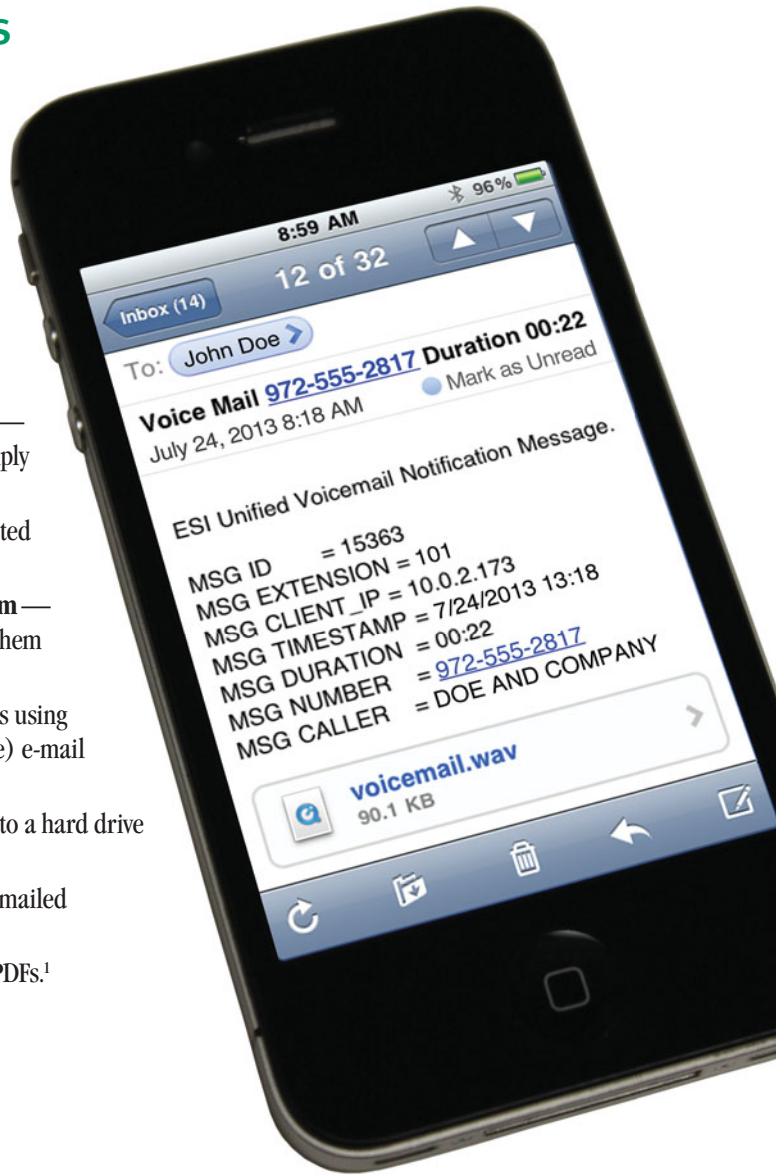 s
—
ply
ted
m —
hem
s using
e) e-mail
to a hard drive
mailed
PDFs.¹
8:59 AM 96%
Inbox (14) 12 of 32
To: John Doe
Voice Mail 972-555-2817 Duration 00:22
July 24, 2013 8:18 AM Mark as Unread
ESI Unified Voicemail Notification Message.
MSG ID = 15363
MSG EXTENSION = 101
MSG CLIENT_IP = 10.0.2.173
MSG TIMESTAMP = 7/24/2013 13:18
MSG DURATION = 00:22
MSG NUMBER = 972-555-2817
MSG CALLER = DOE AND COMPANY
voicemail.wav
90.1 KB